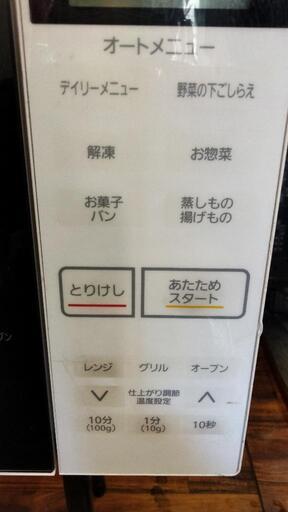 オートメニュー
デイリーメニュー 野菜の下ごしらえ
解凍 お惣菜
お菓子 蒸しもの
パン 揚げもの
とりけし あたため
スタート
レンジ グリル オーブン
仕上がり調節
温度設定
10分 1分 10秒
(100g) (10g)